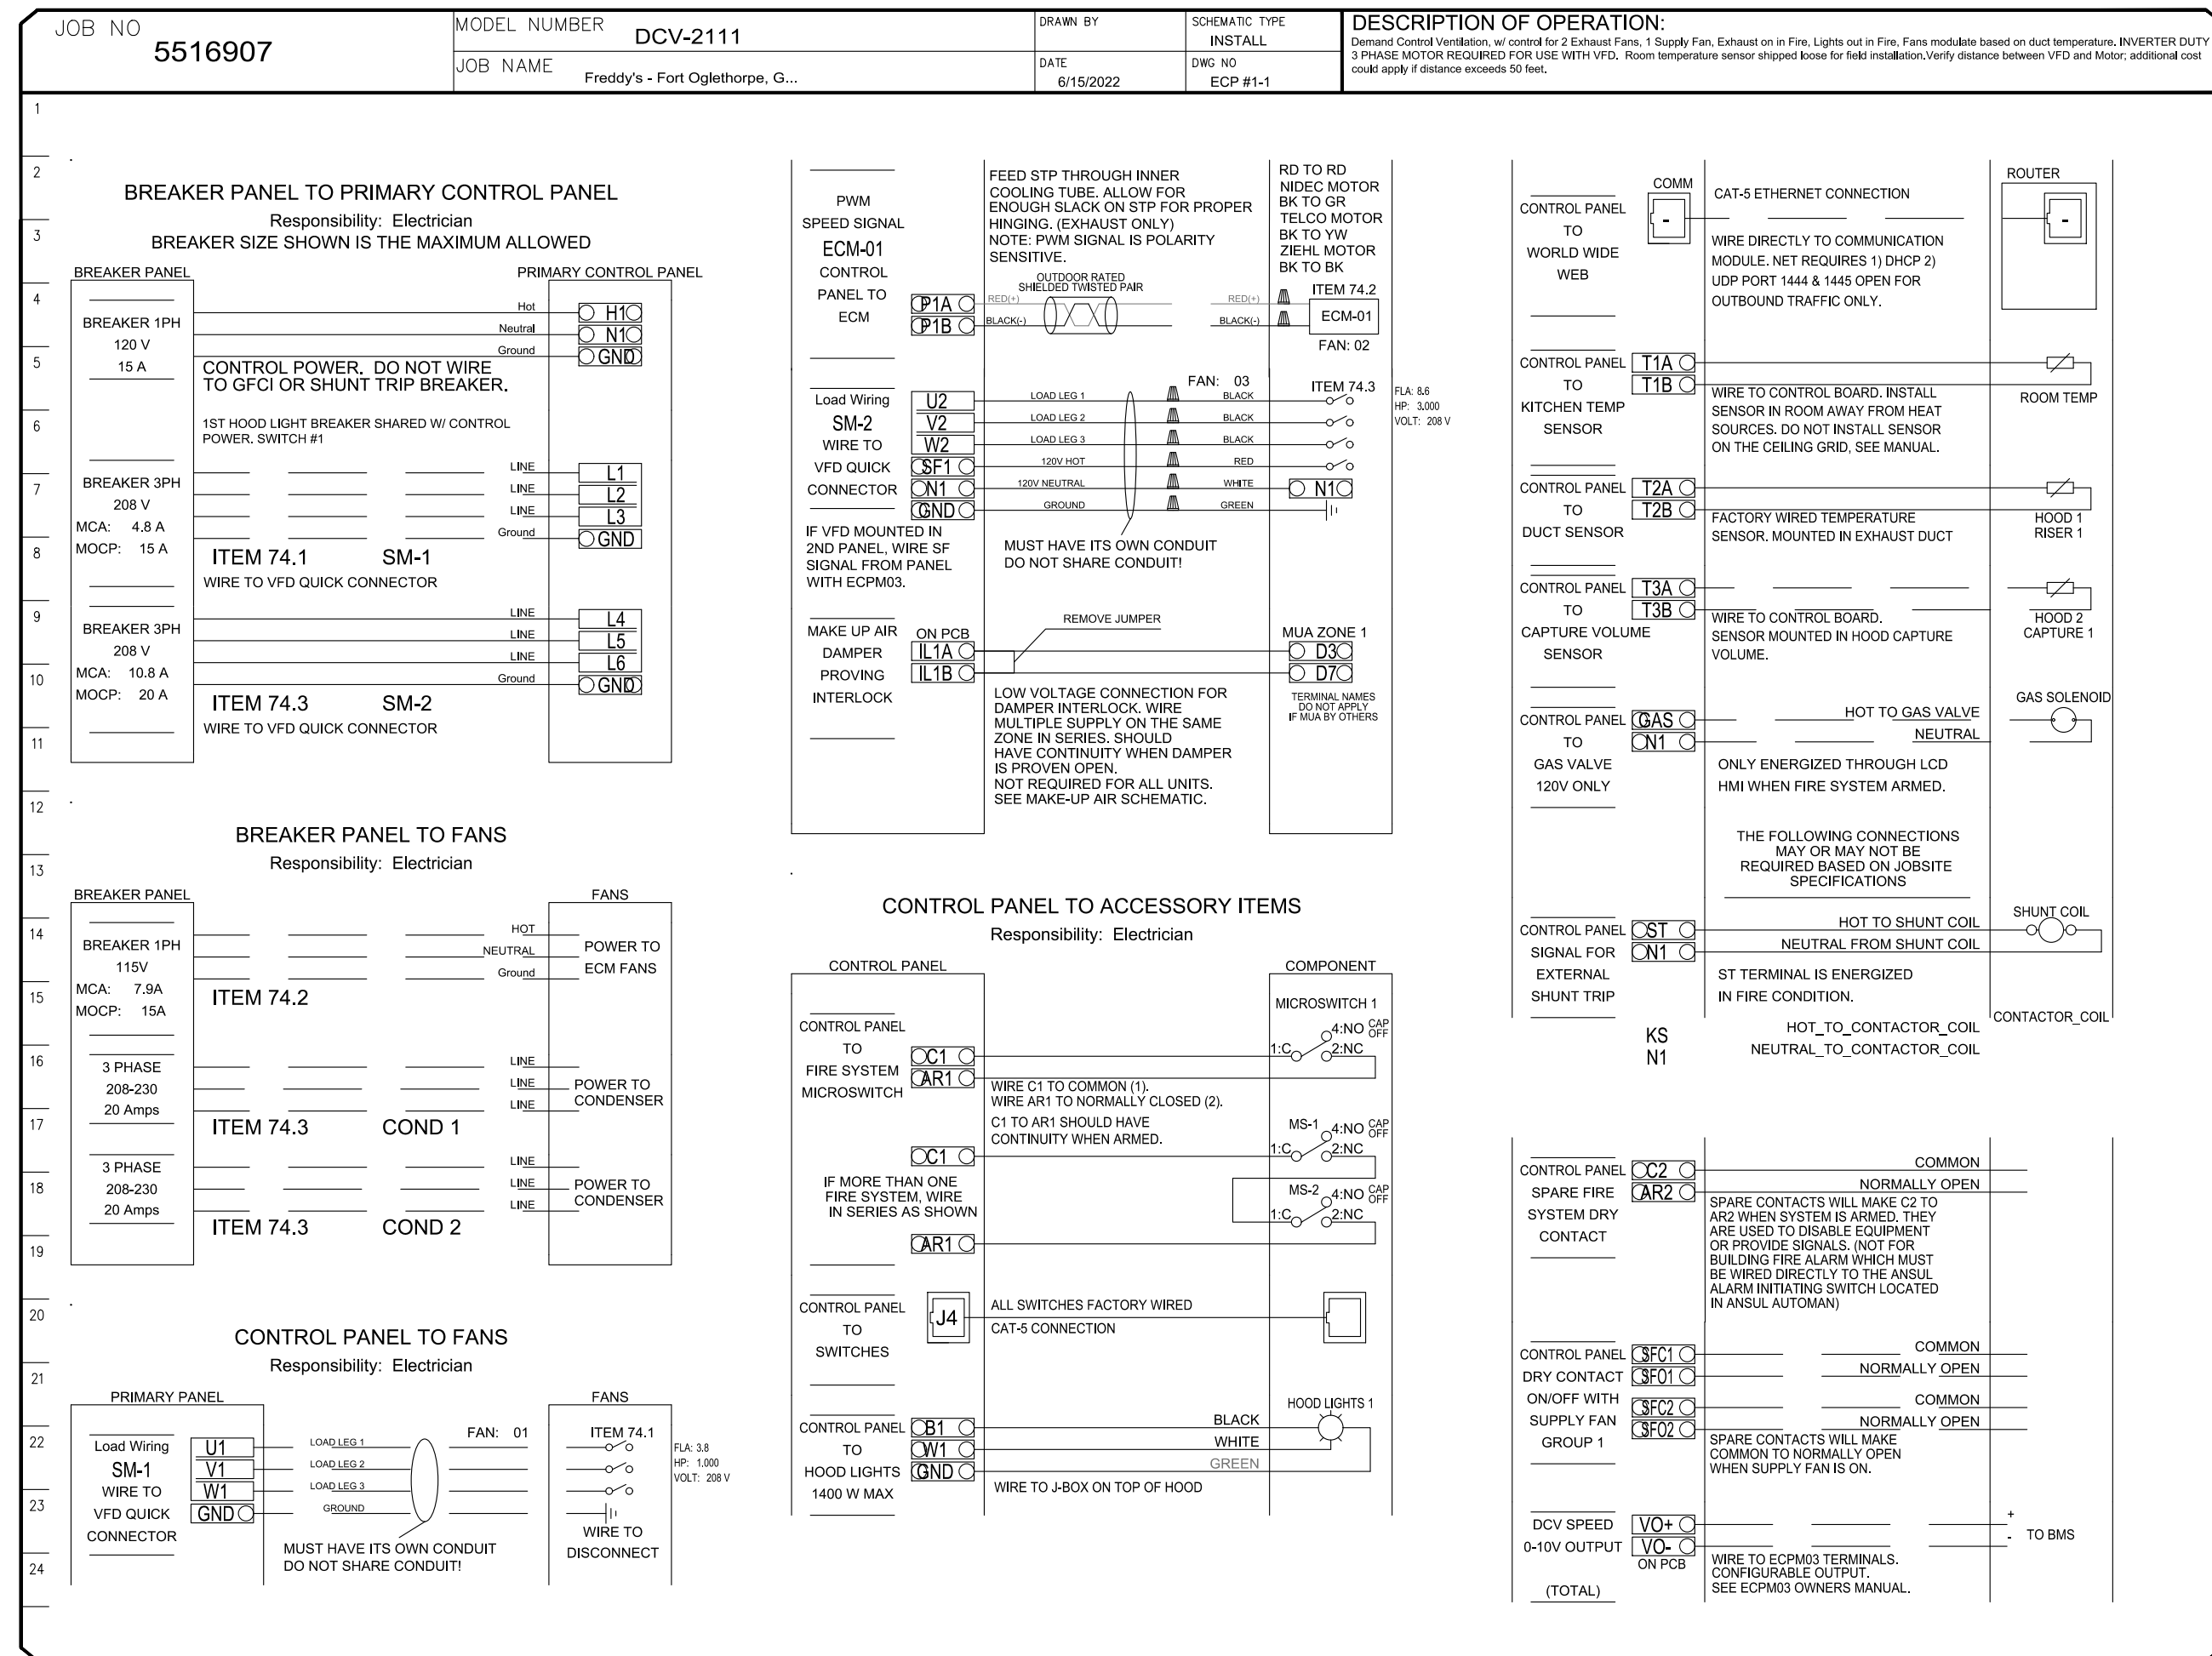 JOB NO
5516907
MODEL NUMBER
DCV-2111
JOB NAME
Freddy's - Fort Oglethorpe, G...
DRAWN BY
DATE
6/15/2022
SCHEMATIC TYPE
INSTALL
DWG NO
ECP #1-1
DESCRIPTION OF OPERATION:
Demand Control Ventilation, w/ control for 2 Exhaust Fans, 1 Supply Fan, Exhaust on in Fire, Lights out in Fire, Fans modulate based on duct temperature. INVERTER DUTY
3 PHASE MOTOR REQUIRED FOR USE WITH VFD. Room temperature sensor shipped loose for field installation.Verify distance between VFD and Motor; additional cost
could apply if distance exceeds 50 feet.
1
2
3
4
5
6
7
8
9
10
11
12
13
14
15
16
17
18
19
20
21
22
23
24
BREAKER PANEL TO PRIMARY CONTROL PANEL
Responsibility: Electrician
BREAKER SIZE SHOWN IS THE MAXIMUM ALLOWED
BREAKER PANEL
PRIMARY CONTROL PANEL
BREAKER 1PH
120 V
15 A
Hot
H1
Neutral
N1
Ground
GND
CONTROL POWER. DO NOT WIRE
TO GFCI OR SHUNT TRIP BREAKER.
1ST HOOD LIGHT BREAKER SHARED W/ CONTROL
POWER. SWITCH #1
BREAKER 3PH
208 V
MCA: 4.8 A
MOCP: 15 A
LINE
L1
LINE
L2
LINE
L3
Ground
GND
ITEM 74.1 SM-1
WIRE TO VFD QUICK CONNECTOR
BREAKER 3PH
208 V
MCA: 10.8 A
MOCP: 20 A
LINE
L4
LINE
L5
LINE
L6
Ground
GND
ITEM 74.3 SM-2
WIRE TO VFD QUICK CONNECTOR
BREAKER PANEL TO FANS
Responsibility: Electrician
BREAKER PANEL
FANS
BREAKER 1PH
115V
MCA: 7.9A
MOCP: 15A
HOT
NEUTRAL
Ground
POWER TO
ECM FANS
ITEM 74.2
3 PHASE
208-230
20 Amps
LINE
LINE
LINE
POWER TO
CONDENSER
ITEM 74.3 COND 1
3 PHASE
208-230
20 Amps
LINE
LINE
LINE
POWER TO
CONDENSER
ITEM 74.3 COND 2
CONTROL PANEL TO FANS
Responsibility: Electrician
PRIMARY PANEL
FANS
Load Wiring
SM-1
WIRE TO
VFD QUICK
CONNECTOR
U1
V1
W1
GND
LOAD LEG 1
LOAD LEG 2
LOAD LEG 3
GROUND
FAN: 01
ITEM 74.1
FLA: 3.8
HP: 1.000
VOLT: 208 V
WIRE TO
DISCONNECT
MUST HAVE ITS OWN CONDUIT
DO NOT SHARE CONDUIT!
PWM
SPEED SIGNAL
ECM-01
CONTROL
PANEL TO
ECM
FEED STP THROUGH INNER
COOLING TUBE. ALLOW FOR
ENOUGH SLACK ON STP FOR PROPER
HINGING. (EXHAUST ONLY)
NOTE: PWM SIGNAL IS POLARITY
SENSITIVE.
OUTDOOR RATED
SHIELDED TWISTED PAIR
P1A
P1B
RED(+)
BLACK(-)
RED(+)
BLACK(-)
RD TO RD
NIDEC MOTOR
BK TO GR
TELCO MOTOR
BK TO YW
ZIEHL MOTOR
BK TO BK
ITEM 74.2
ECM-01
FAN: 02
Load Wiring
SM-2
WIRE TO
VFD QUICK
CONNECTOR
U2
V2
W2
SF1
N1
GND
LOAD LEG 1
LOAD LEG 2
LOAD LEG 3
120V HOT
120V NEUTRAL
GROUND
FAN: 03
BLACK
BLACK
BLACK
RED
WHITE
GREEN
ITEM 74.3
N1
FLA: 8.6
HP: 3.000
VOLT: 208 V
IF VFD MOUNTED IN
2ND PANEL, WIRE SF
SIGNAL FROM PANEL
WITH ECPM03.
MUST HAVE ITS OWN CONDUIT
DO NOT SHARE CONDUIT!
MAKE UP AIR
DAMPER
PROVING
INTERLOCK
ON PCB
IL1A
IL1B
REMOVE JUMPER
MUA ZONE 1
D3
D7
TERMINAL NAMES
DO NOT APPLY
IF MUA BY OTHERS
LOW VOLTAGE CONNECTION FOR
DAMPER INTERLOCK. WIRE
MULTIPLE SUPPLY ON THE SAME
ZONE IN SERIES. SHOULD
HAVE CONTINUITY WHEN DAMPER
IS PROVEN OPEN.
NOT REQUIRED FOR ALL UNITS.
SEE MAKE-UP AIR SCHEMATIC.
CONTROL PANEL TO ACCESSORY ITEMS
Responsibility: Electrician
CONTROL PANEL
COMPONENT
CONTROL PANEL
TO
FIRE SYSTEM
MICROSWITCH
C1
AR1
MICROSWITCH 1
4:NO CAP OFF
1:C
2:NC
WIRE C1 TO COMMON (1).
WIRE AR1 TO NORMALLY CLOSED (2).
C1 TO AR1 SHOULD HAVE
CONTINUITY WHEN ARMED.
C1
MS-1
4:NO CAP OFF
1:C
2:NC
IF MORE THAN ONE
FIRE SYSTEM, WIRE
IN SERIES AS SHOWN
MS-2
4:NO CAP OFF
1:C
2:NC
AR1
CONTROL PANEL
TO
SWITCHES
J4
ALL SWITCHES FACTORY WIRED
CAT-5 CONNECTION
CONTROL PANEL
TO
HOOD LIGHTS
1400 W MAX
B1
W1
GND
BLACK
WHITE
GREEN
HOOD LIGHTS 1
WIRE TO J-BOX ON TOP OF HOOD
CONTROL PANEL
TO
WORLD WIDE
WEB
COMM
-
CAT-5 ETHERNET CONNECTION
WIRE DIRECTLY TO COMMUNICATION
MODULE. NET REQUIRES 1) DHCP 2)
UDP PORT 1444 & 1445 OPEN FOR
OUTBOUND TRAFFIC ONLY.
ROUTER
-
CONTROL PANEL
TO
KITCHEN TEMP
SENSOR
T1A
T1B
WIRE TO CONTROL BOARD. INSTALL
SENSOR IN ROOM AWAY FROM HEAT
SOURCES. DO NOT INSTALL SENSOR
ON THE CEILING GRID, SEE MANUAL.
ROOM TEMP
CONTROL PANEL
TO
DUCT SENSOR
T2A
T2B
FACTORY WIRED TEMPERATURE
SENSOR. MOUNTED IN EXHAUST DUCT
HOOD 1
RISER 1
CONTROL PANEL
TO
CAPTURE VOLUME
SENSOR
T3A
T3B
WIRE TO CONTROL BOARD.
SENSOR MOUNTED IN HOOD CAPTURE
VOLUME.
HOOD 2
CAPTURE 1
CONTROL PANEL
TO
GAS VALVE
120V ONLY
GAS
N1
HOT TO GAS VALVE
NEUTRAL
GAS SOLENOID
ONLY ENERGIZED THROUGH LCD
HMI WHEN FIRE SYSTEM ARMED.
THE FOLLOWING CONNECTIONS
MAY OR MAY NOT BE
REQUIRED BASED ON JOBSITE
SPECIFICATIONS
CONTROL PANEL
SIGNAL FOR
EXTERNAL
SHUNT TRIP
ST
N1
HOT TO SHUNT COIL
NEUTRAL FROM SHUNT COIL
SHUNT COIL
ST TERMINAL IS ENERGIZED
IN FIRE CONDITION.
KS
N1
HOT_TO_CONTACTOR_COIL
NEUTRAL_TO_CONTACTOR_COIL
CONTACTOR_COIL
CONTROL PANEL
SPARE FIRE
SYSTEM DRY
CONTACT
C2
AR2
COMMON
NORMALLY OPEN
SPARE CONTACTS WILL MAKE C2 TO
AR2 WHEN SYSTEM IS ARMED. THEY
ARE USED TO DISABLE EQUIPMENT
OR PROVIDE SIGNALS. (NOT FOR
BUILDING FIRE ALARM WHICH MUST
BE WIRED DIRECTLY TO THE ANSUL
ALARM INITIATING SWITCH LOCATED
IN ANSUL AUTOMAN)
CONTROL PANEL
DRY CONTACT
ON/OFF WITH
SUPPLY FAN
GROUP 1
SFC1
SFO1
SFC2
SFO2
COMMON
NORMALLY OPEN
COMMON
NORMALLY OPEN
SPARE CONTACTS WILL MAKE
COMMON TO NORMALLY OPEN
WHEN SUPPLY FAN IS ON.
DCV SPEED
0-10V OUTPUT
(TOTAL)
VO+
VO-
ON PCB
+
-
TO BMS
WIRE TO ECPM03 TERMINALS.
CONFIGURABLE OUTPUT.
SEE ECPM03 OWNERS MANUAL.